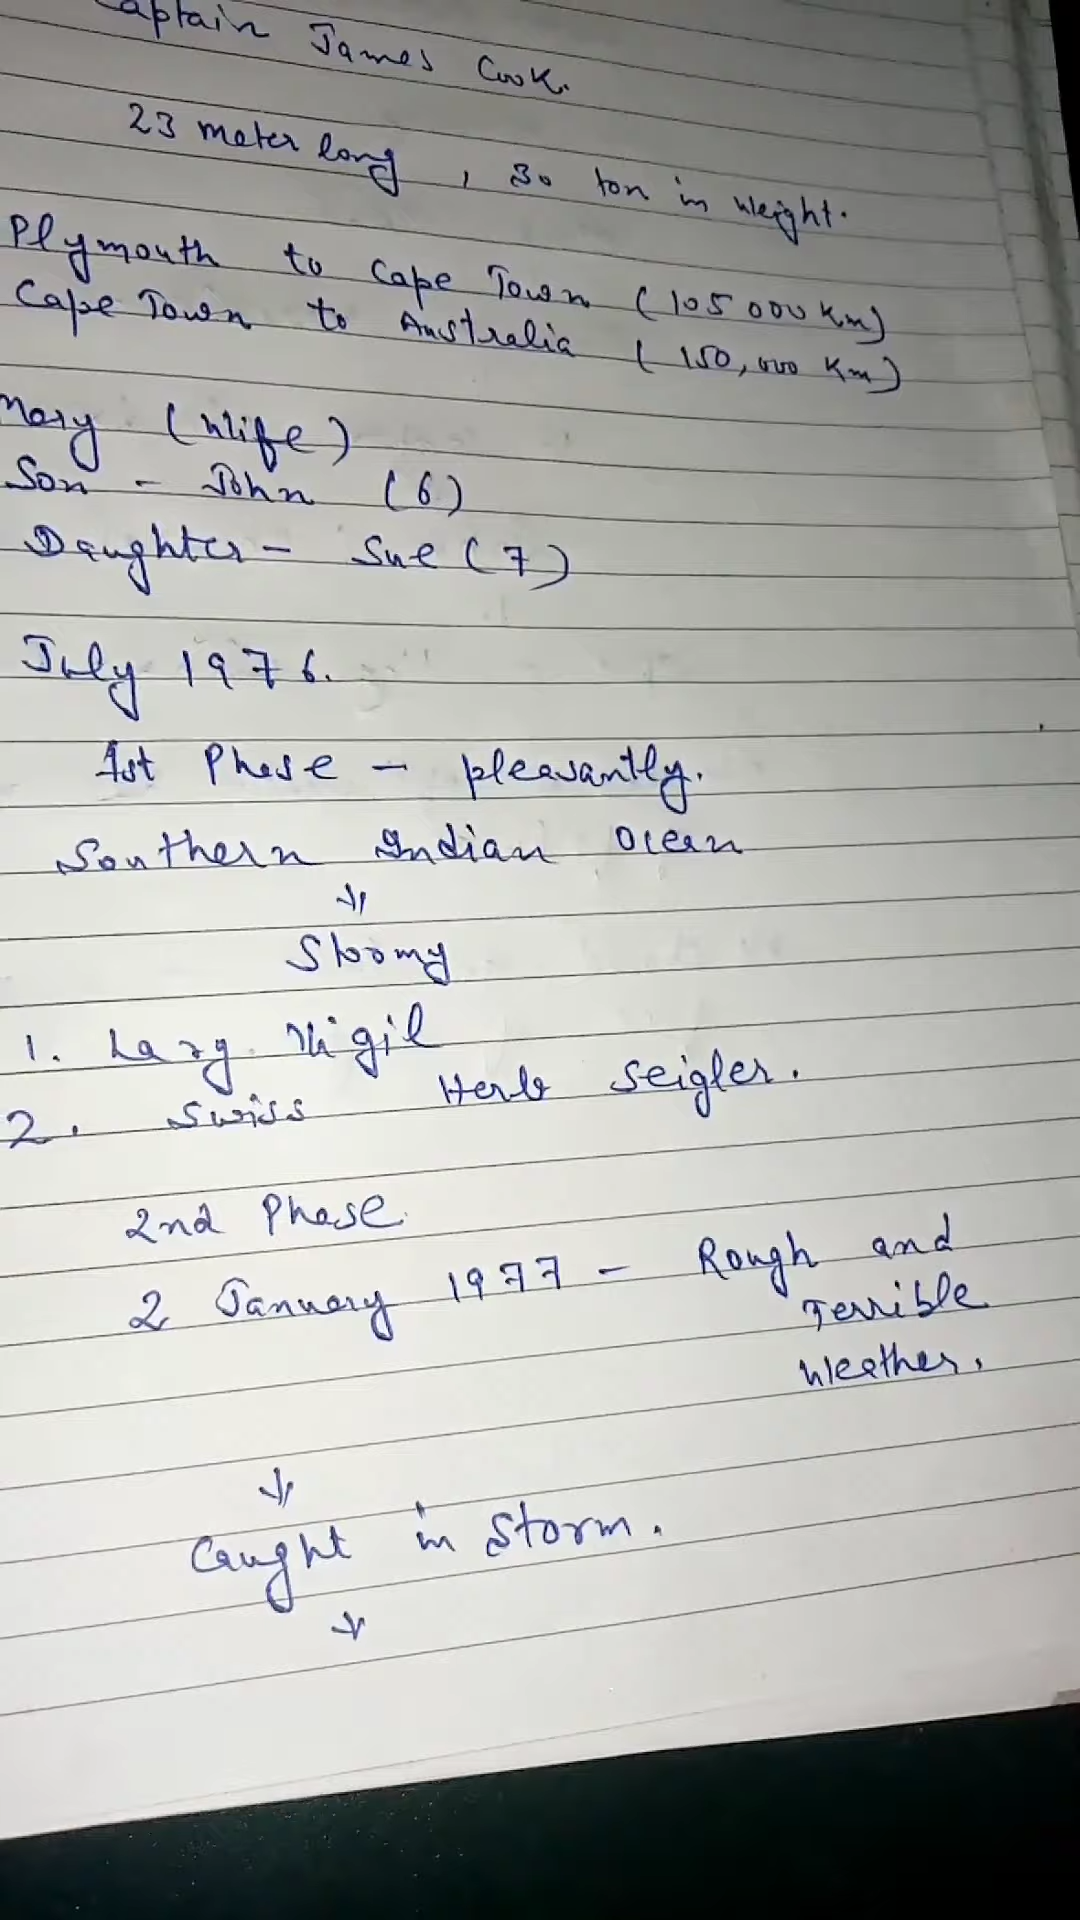 Captain James Cook.
23 meter long, 30 ton in weight.
Plymouth to Cape Town (105 000 Km)
Cape Town to Australia (150,000 Km)
Mary (Wife)
Son - John (6)
Daughter - Sue (7)
July 1976.
1st Phase - pleasantly.
Southern Indian Ocean
↓
Stormy
1. Larry Vigil
2. Swiss Herb Seigler.
2nd Phase.
2 January 1977 - Rough and
Terrible
Weather.
↓
Caught in Storm.
↓